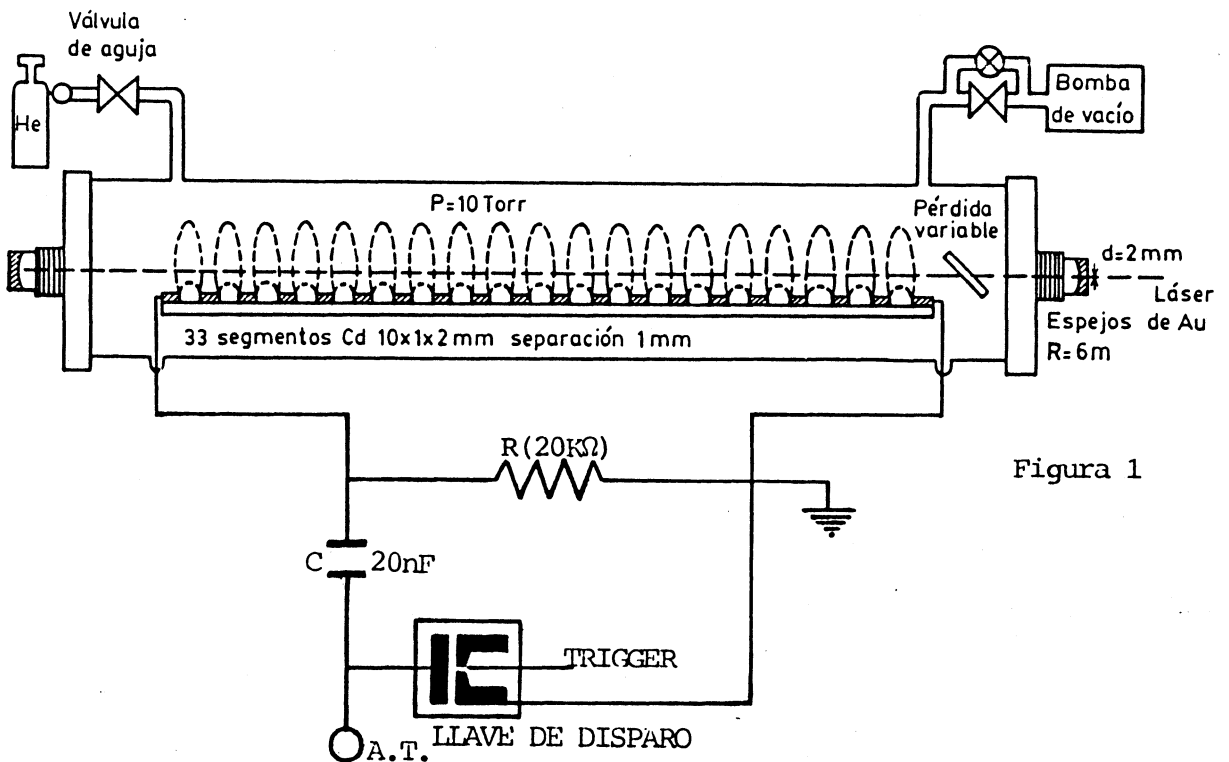 Válvula
de aguja
He
Bomba
de vacío
P=10 Torr
Pérdida
variable
d=2mm
Láser
Espejos de Au
R=6m
33 segmentos Cd 10x1x2mm separación 1mm
R(20KΩ)
Figura 1
C 20nF
TRIGGER
LLAVE DE DISPARO
A.T.